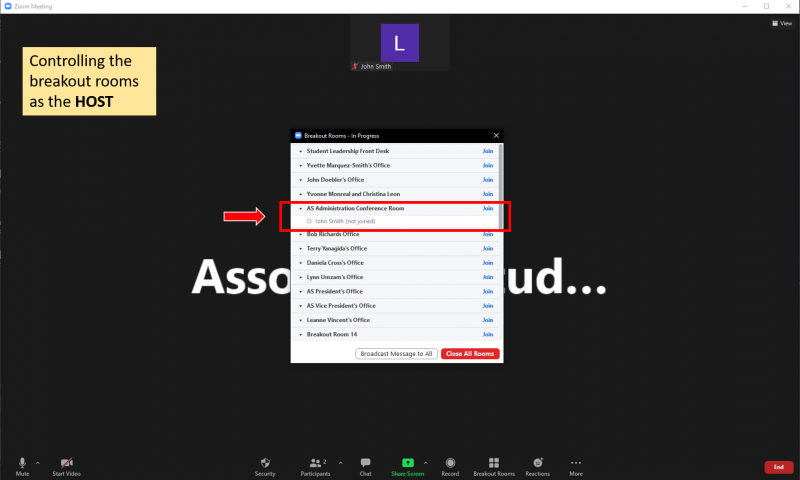 Zoom Meeting
View
L
John Smith
Controlling the
breakout rooms
as the HOST
Breakout Rooms - In Progress
Student Leadership Front Desk Join
Yvette Marquez-Smith's Office Join
John Doebler's Office Join
Yvonne Monreal and Christina Leon Join
AS Administration Conference Room Join
John Smith (not joined)
Bob Richards Office Join
Terry Yanagida's Office Join
Daniela Cross's Office Join
Lynn Umzam's Office Join
AS President's Office Join
AS Vice President's Office Join
Leanne Vincent's Office Join
Breakout Room 14 Join
Broadcast Message to All Close All Rooms
Asso tud...
Mute Start Video Security Participants 2 Chat Share Screen Record Breakout Rooms Reactions More End